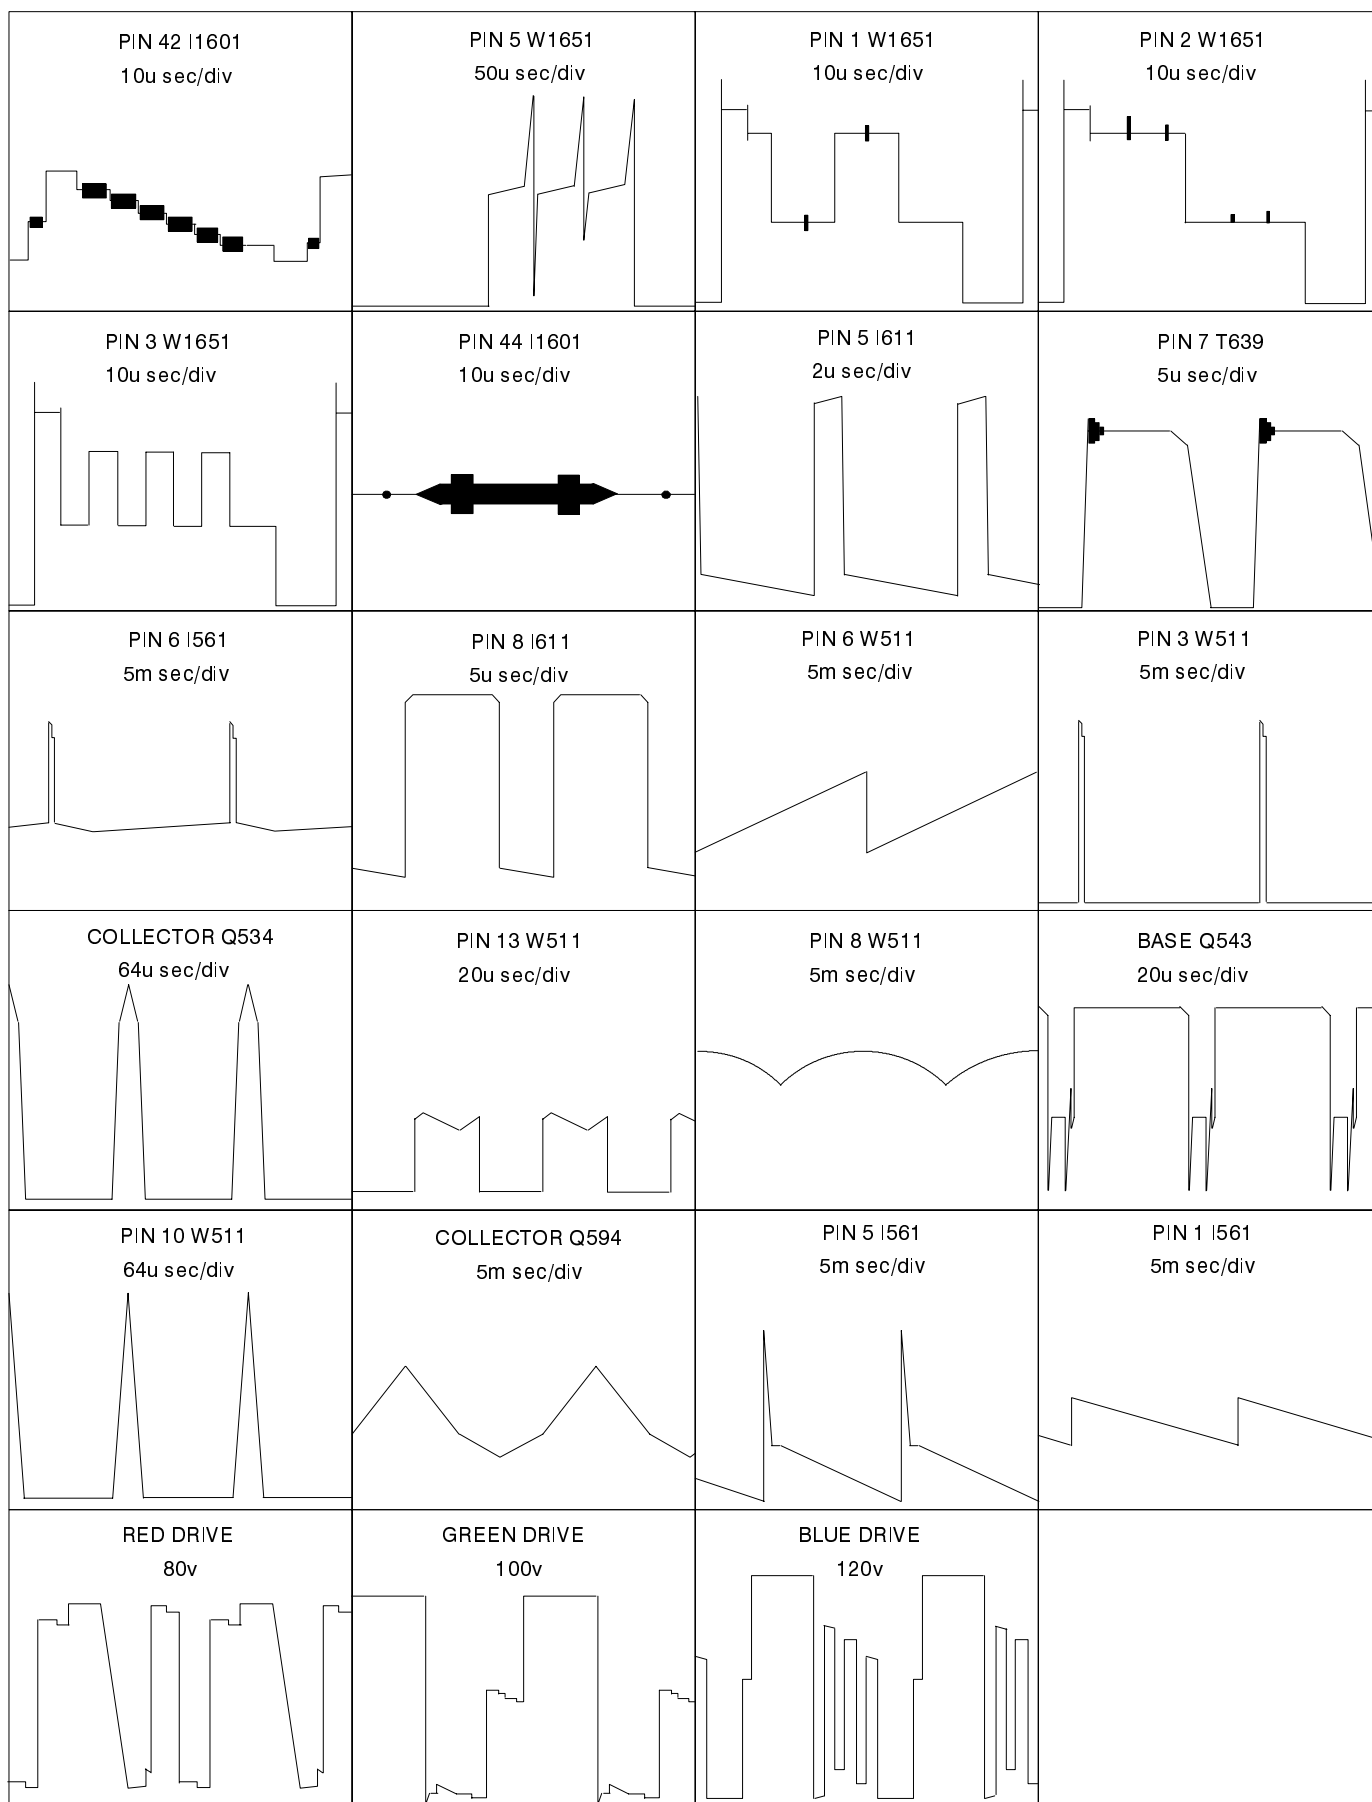 PIN 42 I1601
10u sec/div
PIN 5 W1651
50u sec/div
PIN 1 W1651
10u sec/div
PIN 2 W1651
10u sec/div
PIN 3 W1651
10u sec/div
PIN 44 I1601
10u sec/div
PIN 5 I611
2u sec/div
PIN 7 T639
5u sec/div
PIN 6 I561
5m sec/div
PIN 8 I611
5u sec/div
PIN 6 W511
5m sec/div
PIN 3 W511
5m sec/div
COLLECTOR Q534
64u sec/div
PIN 13 W511
20u sec/div
PIN 8 W511
5m sec/div
BASE Q543
20u sec/div
PIN 10 W511
64u sec/div
COLLECTOR Q594
5m sec/div
PIN 5 I561
5m sec/div
PIN 1 I561
5m sec/div
RED DRIVE
80v
GREEN DRIVE
100v
BLUE DRIVE
120v